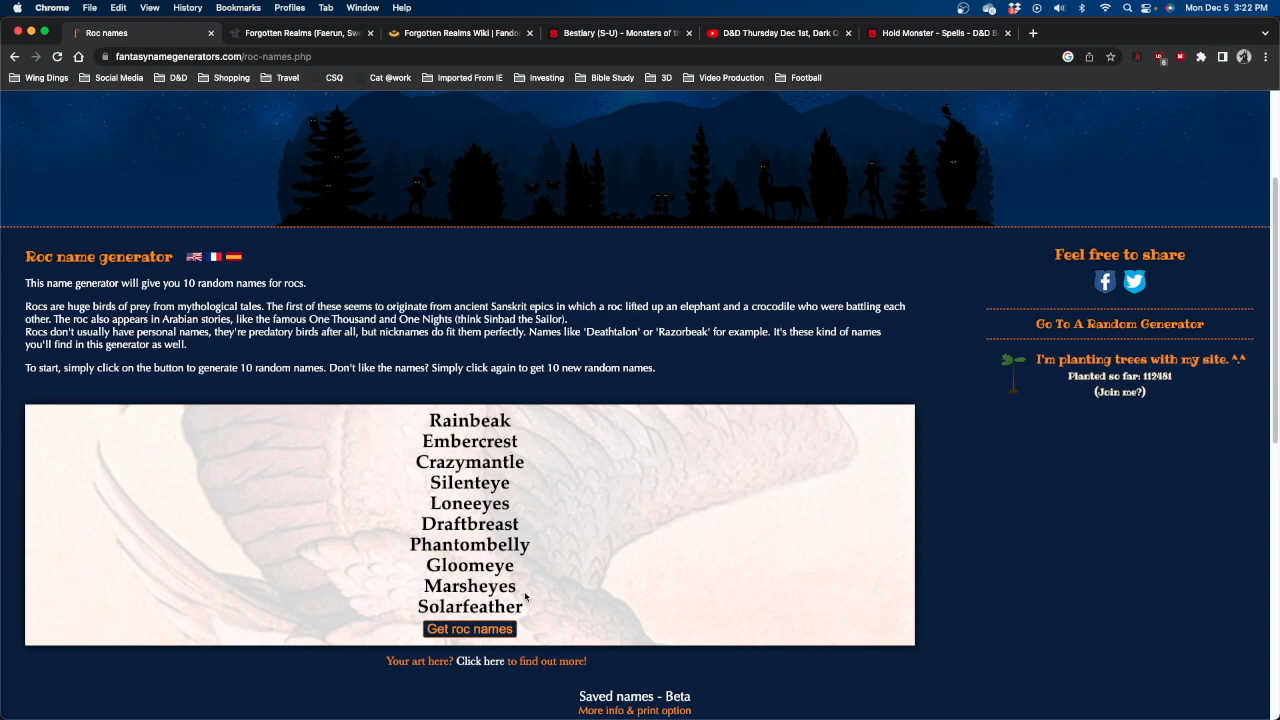 Chrome File Edit View History Bookmarks Profiles Tab Window Help Mon Dec 5 3:22 PM
Roc names Forgotten Realms (Faerun, Swo Forgotten Realms Wiki | Fando Bestiary (S-U) - Monsters of th D&D Thursday Dec 1st, Dark Q Hold Monster - Spells - D&D B
fantasynamegenerators.com/roc-names.php
Wing Dings Social Media D&D Shopping Travel CSQ Cat @work Imported From IE Investing Bible Study 3D Video Production Football
Roc name generator
This name generator will give you 10 random names for rocs.
Rocs are huge birds of prey from mythological tales. The first of these seems to originate from ancient Sanskrit epics in which a roc lifted up an elephant and a crocodile who were battling each
other. The roc also appears in Arabian stories, like the famous One Thousand and One Nights (think Sinbad the Sailor).
Rocs don't usually have personal names, they're predatory birds after all, but nicknames do fit them perfectly. Names like 'Deathtalon' or 'Razorbeak' for example. It's these kind of names
you'll find in this generator as well.
To start, simply click on the button to generate 10 random names. Don't like the names? Simply click again to get 10 new random names.
Rainbeak
Embercrest
Crazymantle
Silenteye
Loneeyes
Draftbreast
Phantombelly
Gloomeye
Marsheyes
Solarfeather
Get roc names
Your art here? Click here to find out more!
Saved names - Beta
More info & print option
Feel free to share
Go To A Random Generator
I'm planting trees with my site. ^.^
Planted so far: 112481
(Join me?)